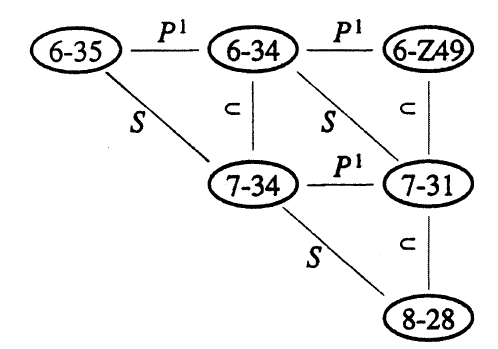 6-35 P¹ 6-34 P¹ 6-Z49
S ⊂ S ⊂
7-34 P¹ 7-31
S ⊂
8-28